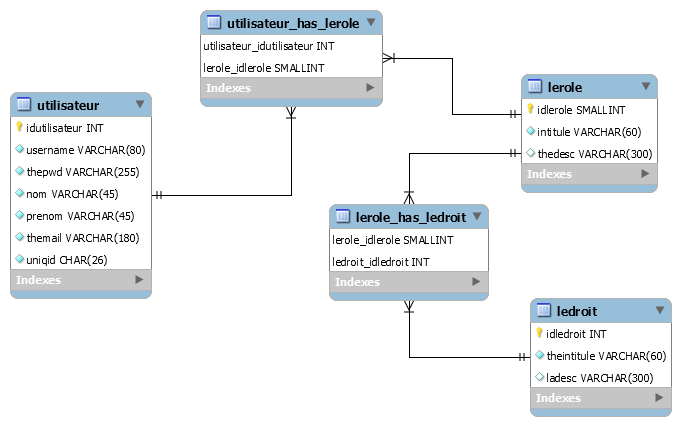 utilisateur_has_lerole
utilisateur_idutilisateur INT
lerole_idlerole SMALLINT
Indexes
utilisateur
idutilisateur INT
username VARCHAR(80)
thepwd VARCHAR(255)
nom VARCHAR(45)
prenom VARCHAR(45)
themail VARCHAR(180)
uniqid CHAR(26)
Indexes
lerole
idlerole SMALLINT
intitule VARCHAR(60)
thedesc VARCHAR(300)
Indexes
lerole_has_ledroit
lerole_idlerole SMALLINT
ledroit_idledroit INT
Indexes
ledroit
idledroit INT
theintitule VARCHAR(60)
ladesc VARCHAR(300)
Indexes